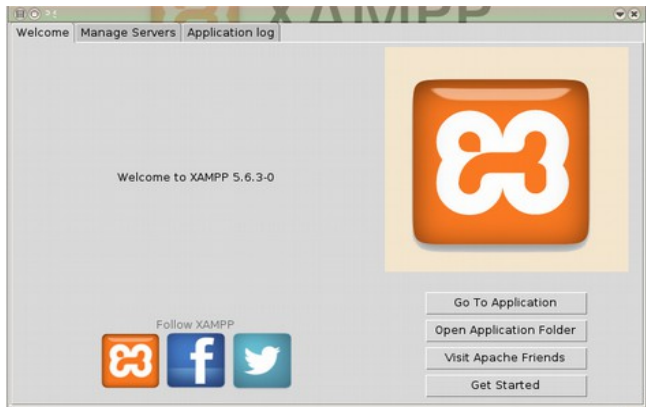 XAMPP
Welcome
Manage Servers
Application log
Welcome to XAMPP 5.6.3-0
Follow XAMPP
Go To Application
Open Application Folder
Visit Apache Friends
Get Started